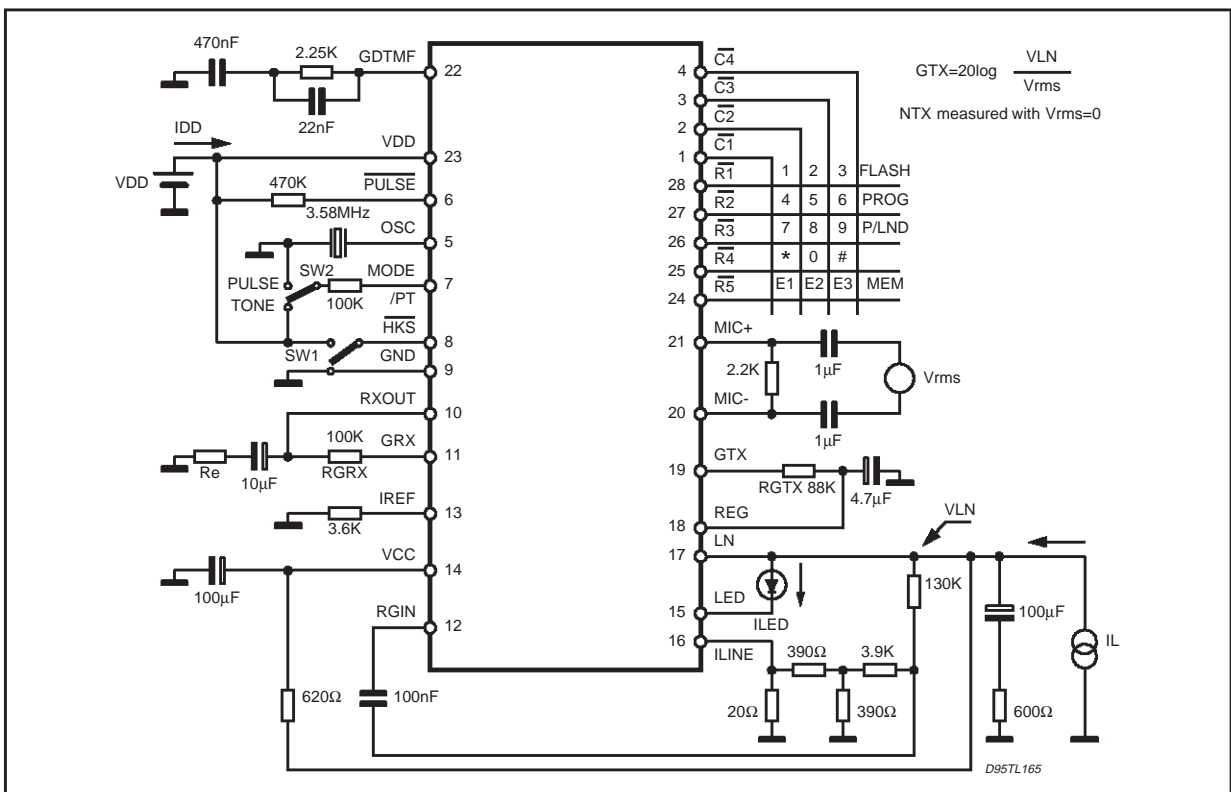 470nF
2.25K
GDTMF
22
22nF
IDD
VDD
23
VDD
470K
PULSE
6
3.58MHz
OSC
5
PULSE
SW2
MODE
7
TONE
100K
/PT
HKS
8
SW1
GND
9
RXOUT
10
100K
GRX
11
Re
10µF
RGRX
IREF
13
3.6K
VCC
14
100µF
RGIN
12
620Ω
100nF
4
C4
3
C3
2
C2
1
C1
28
R1
1 2 3 FLASH
27
R2
4 5 6 PROG
26
R3
7 8 9 P/LND
25
R4
* 0 #
24
R5
E1 E2 E3 MEM
GTX=20log VLN
Vrms
NTX measured with Vrms=0
21
MIC+
2.2K
1µF
Vrms
20
MIC-
1µF
19
GTX
RGTX 88K
4.7µF
18
REG
VLN
17
LN
130K
100µF
15
LED
ILED
IL
16
ILINE
390Ω
3.9K
20Ω
390Ω
600Ω
D95TL165